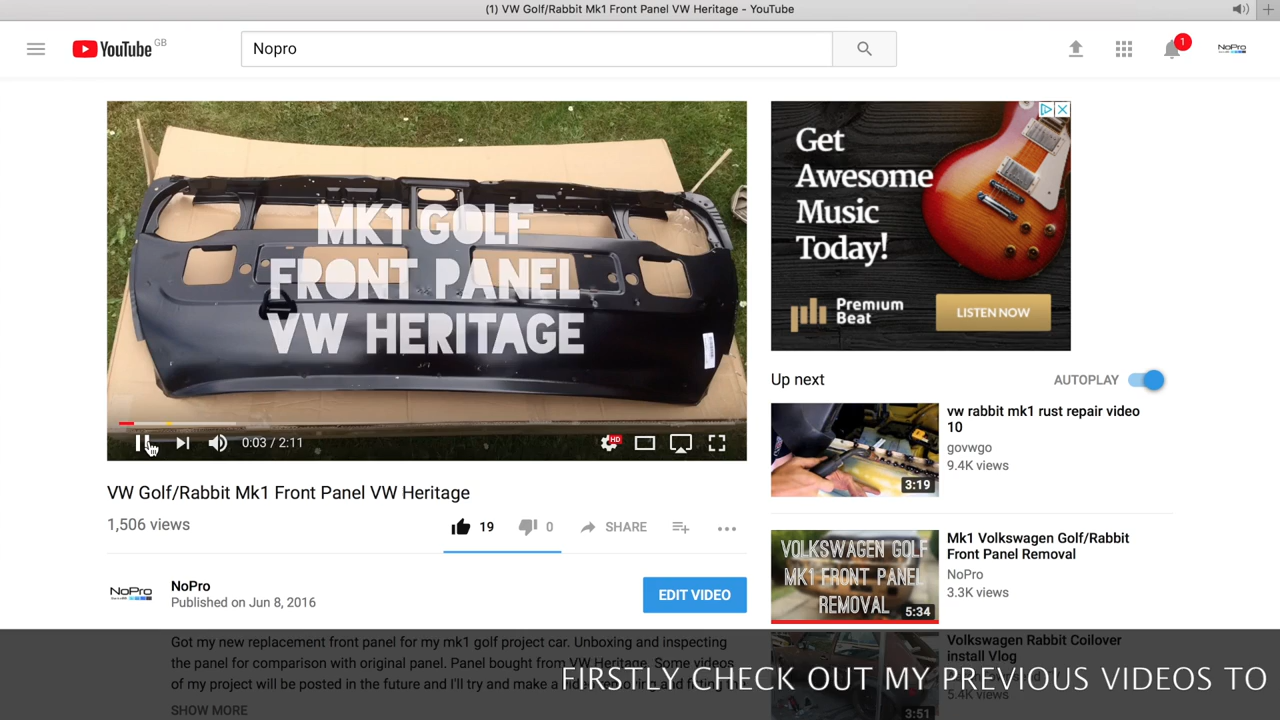 (1) VW Golf/Rabbit Mk1 Front Panel VW Heritage - YouTube
YouTube GB
Nopro
1
NoPro
MK1 GOLF
FRONT PANEL
VW HERITAGE
0:03 / 2:11
HD
Get
Awesome
Music
Today!
Premium
Beat
LISTEN NOW
Up next
AUTOPLAY
vw rabbit mk1 rust repair video
10
govwgo
9.4K views
3:19
VW Golf/Rabbit Mk1 Front Panel VW Heritage
1,506 views
19
0
SHARE
VOLKSWAGEN GOLF
MK1 FRONT PANEL
REMOVAL
5:34
Mk1 Volkswagen Golf/Rabbit
Front Panel Removal
NoPro
3.3K views
NoPro
NoPro
Published on Jun 8, 2016
EDIT VIDEO
Got my new replacement front panel for my mk1 golf project car. Unboxing and inspecting
the panel for comparison with original panel. Panel bought from VW Heritage. Some videos
of my project will be posted in the future and I'll try and make a
SHOW MORE
Volkswagen Rabbit Coilover
install Vlog
5.4K views
3:51
FIRSTLY CHECK OUT MY PREVIOUS VIDEOS TO